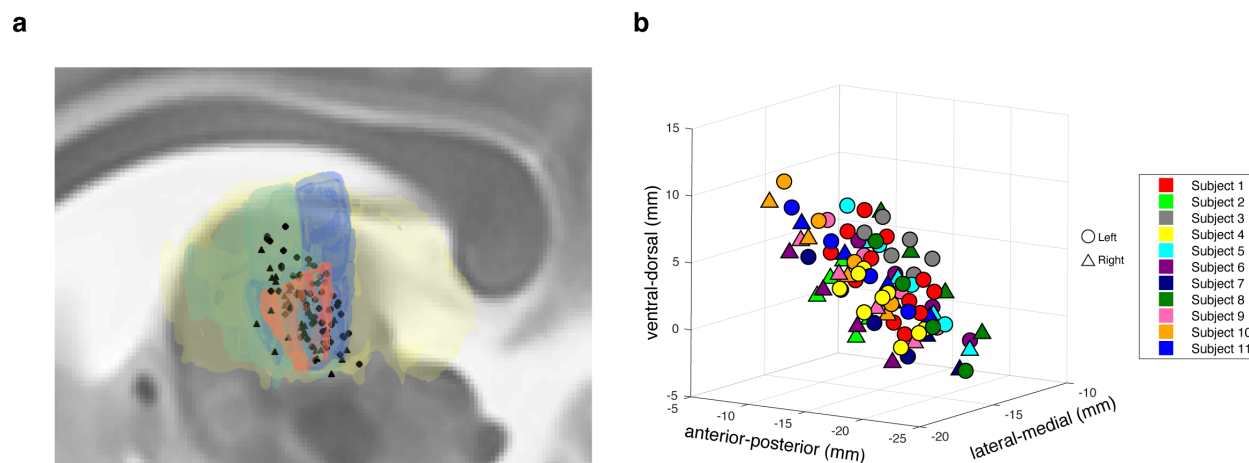 a
b
15
10
5
0
-5
-5
-10
-15
-20
-25
-20
-15
-10
ventral-dorsal (mm)
anterior-posterior (mm)
lateral-medial (mm)
Left
Right
Subject 1
Subject 2
Subject 3
Subject 4
Subject 5
Subject 6
Subject 7
Subject 8
Subject 9
Subject 10
Subject 11